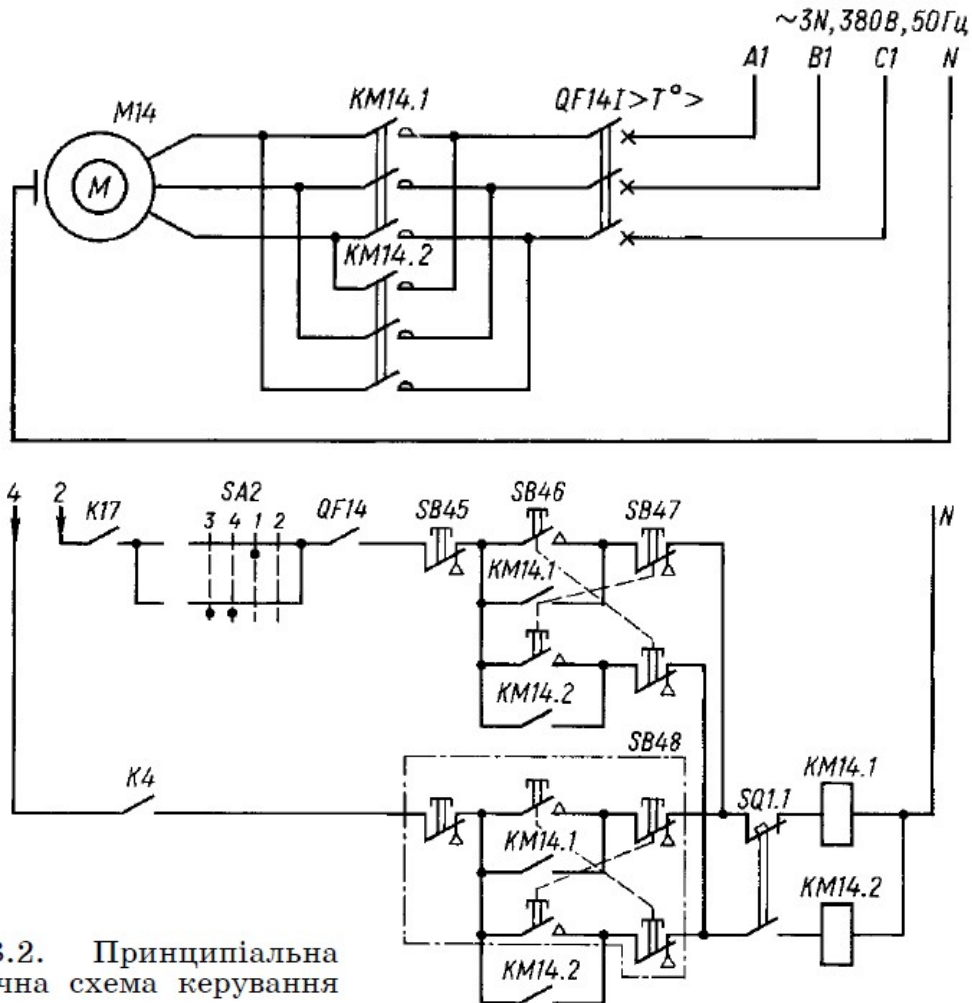 ~3N, 380В, 50Гц
A1 B1 C1 N
M14
KM14.1
QF14 I> T°>
M
KM14.2
4 2 K17 SA2 QF14 SB45 SB46 SB47 N
3 4 1 2
KM14.1
KM14.2
SB48
K4
KM14.1
SQ1.1
KM14.1
KM14.2
KM14.2
3.2. Принципіальна
чна схема керування